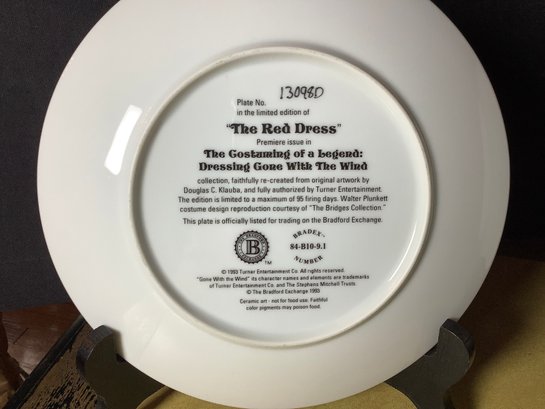 Plate No. 13098D
in the limited edition of
"The Red Dress"
Premiere issue in
The Costuming of a Legend:
Dressing Gone With The Wind
collection, faithfully re-created from original artwork by
Douglas C. Klauba, and fully authorized by Turner Entertainment.
The edition is limited to a maximum of 95 firing days. Walter Plunkett
costume design reproduction courtesy of "The Bridges Collection."
This plate is officially listed for trading on the Bradford Exchange.
B
TM
BRADEX
84-B10-9.1
NUMBER
© 1993 Turner Entertainment Co. All rights reserved.
"Gone With the Wind" its character names and elements are trademarks
of Turner Entertainment Co. and The Stephens Mitchell Trusts
© The Bradford Exchange 1993
Ceramic art - not for food use. Faithful
color pigments may poison food.